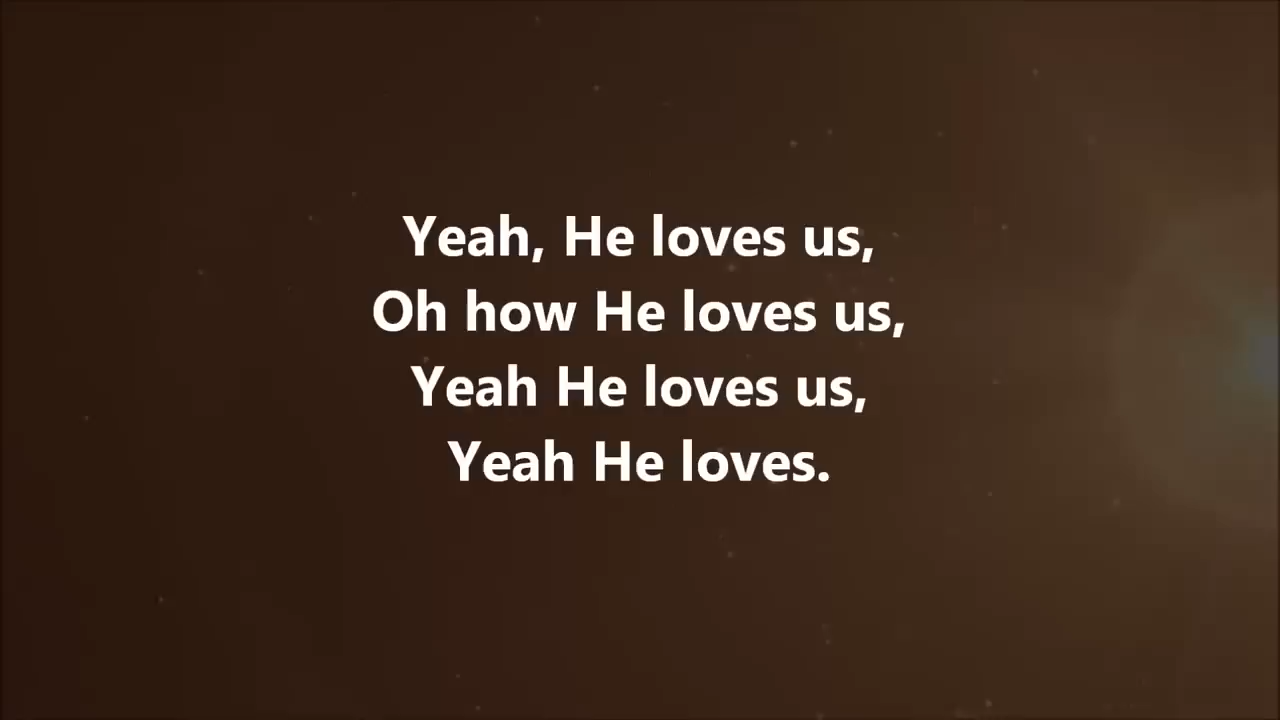 Yeah, He loves us,
Oh how He loves us,
Yeah He loves us,
Yeah He loves.